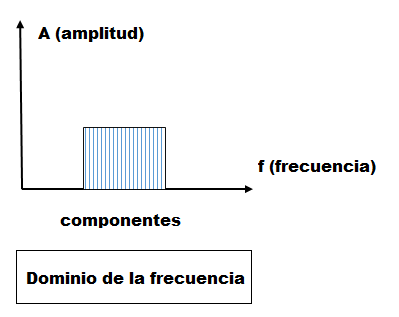 A (amplitud)
f (frecuencia)
componentes
Dominio de la frecuencia